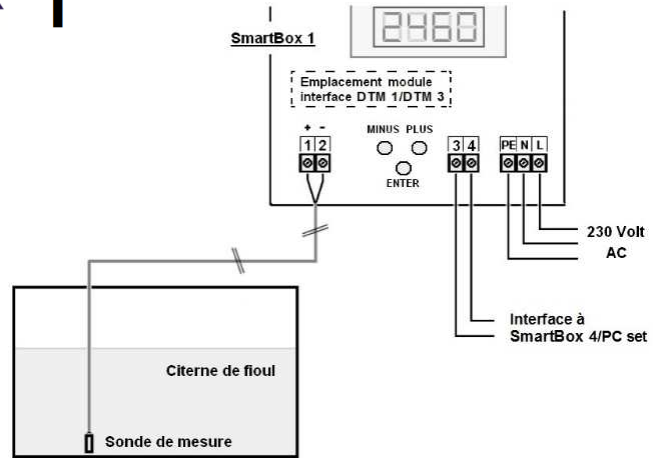 SmartBox 1
2460
Emplacement module
interface DTM 1/DTM 3
+ -
1 2
MINUS PLUS
ENTER
3 4
PE N L
230 Volt
AC
Interface à
SmartBox 4/PC set
Citerne de fioul
Sonde de mesure